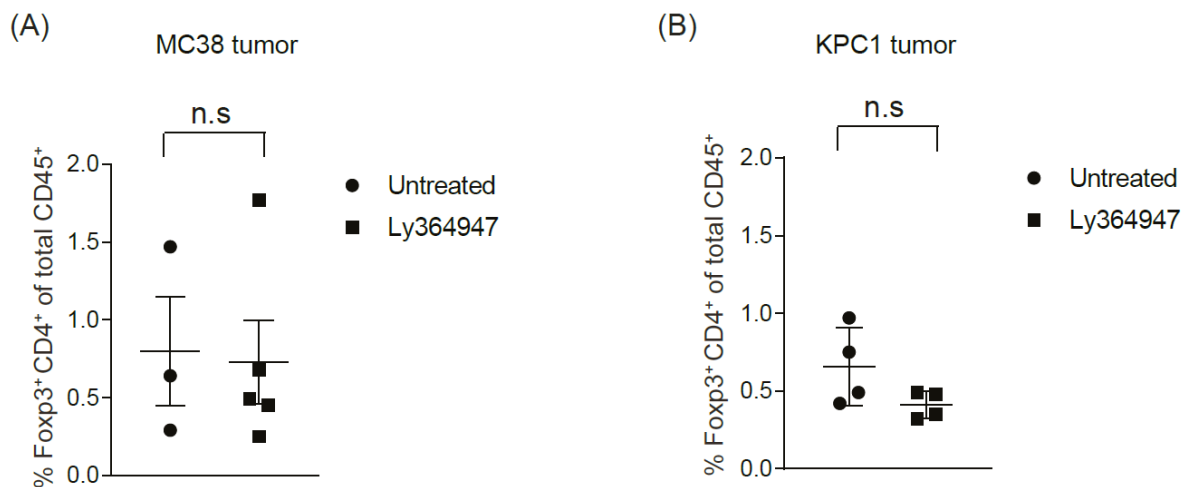 (A)
MC38 tumor
n.s
% Foxp3⁺ CD4⁺ of total CD45⁺
2.0
1.5
1.0
0.5
0.0
Untreated
Ly364947
(B)
KPC1 tumor
n.s
% Foxp3⁺ CD4⁺ of total CD45⁺
2.0
1.5
1.0
0.5
0.0
Untreated
Ly364947